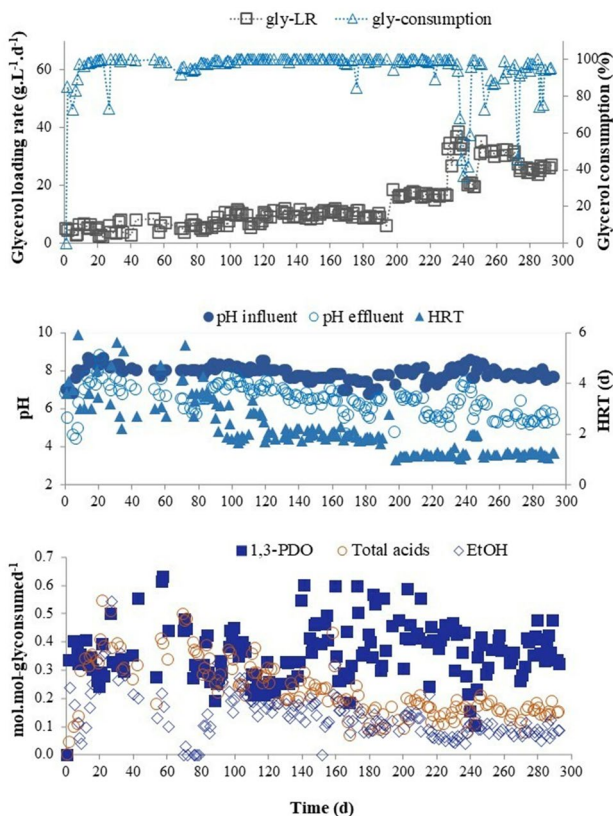 gly-LR gly-consumption
Glycerol loading rate (g.L⁻¹.d⁻¹)
60
40
20
0
100
80
60
40
20
0
Glycerol consumption (%)
0 20 40 60 80 100 120 140 160 180 200 220 240 260 280 300
pH influent pH effluent HRT
pH
10
8
6
4
2
6
4
2
0
HRT (d)
0 20 40 60 80 100 120 140 160 180 200 220 240 260 280 300
1,3-PDO Total acids EtOH
mol.mol-glyconsumed⁻¹
0.7
0.6
0.5
0.4
0.3
0.2
0.1
0.0
0 20 40 60 80 100 120 140 160 180 200 220 240 260 280 300
Time (d)